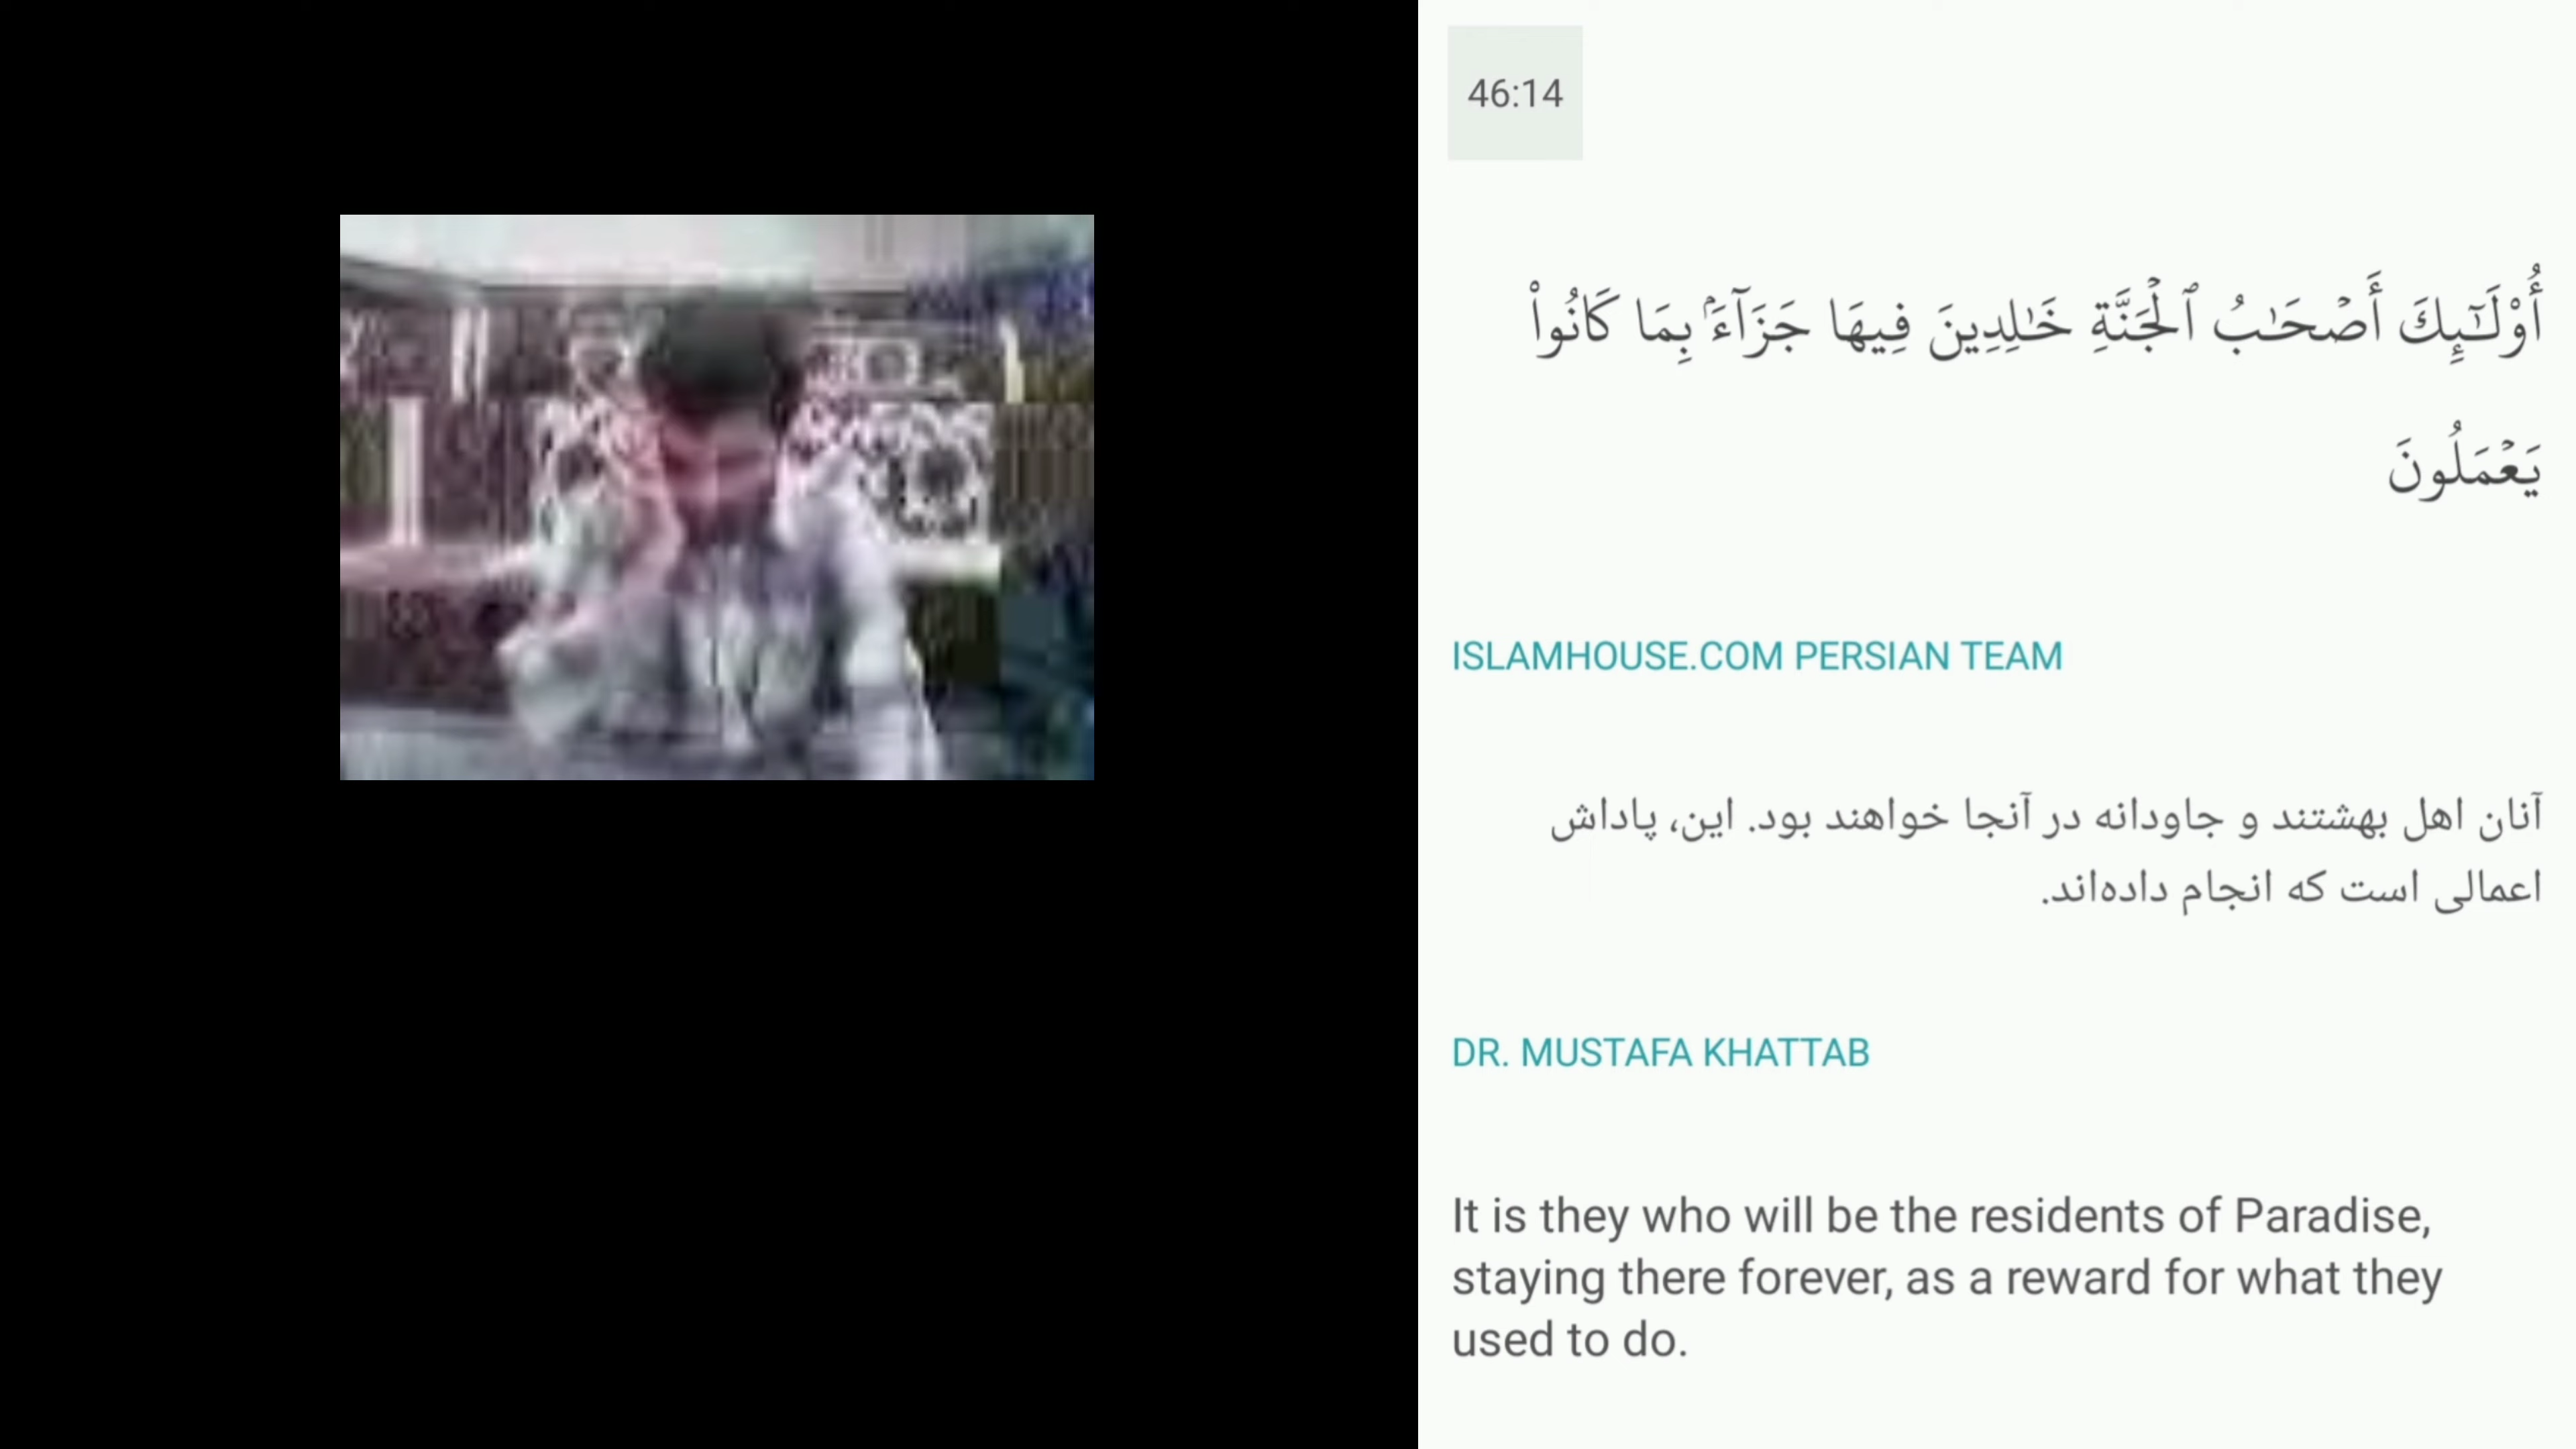 46:14
أُوْلَـٰٓئِكَ أَصۡحَٰبُ ٱلۡجَنَّةِ خَٰلِدِينَ فِيهَا جَزَآءَۢ بِمَا كَانُواْ
يَعۡمَلُونَ
ISLAMHOUSE.COM PERSIAN TEAM
آنان اهل بهشتند و جاودانه در آنجا خواهند بود. این، پاداش
اعمالی است که انجام داده‌اند.
DR. MUSTAFA KHATTAB
It is they who will be the residents of Paradise,
staying there forever, as a reward for what they
used to do.